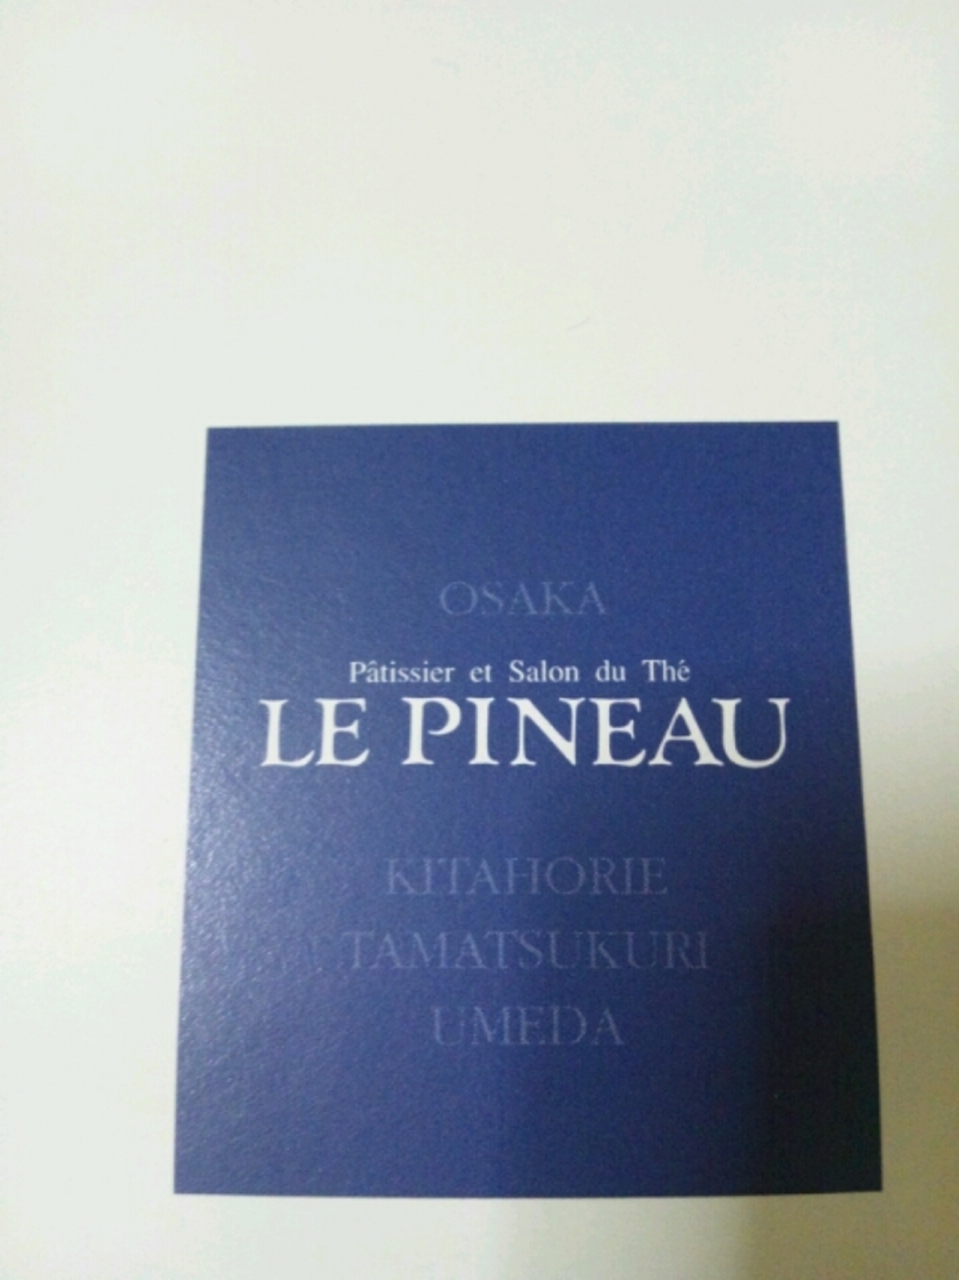 OSAKA
Pâtissier et Salon du Thé
LE PINEAU
KITAHORIE
TAMATSUKURI
UMEDA